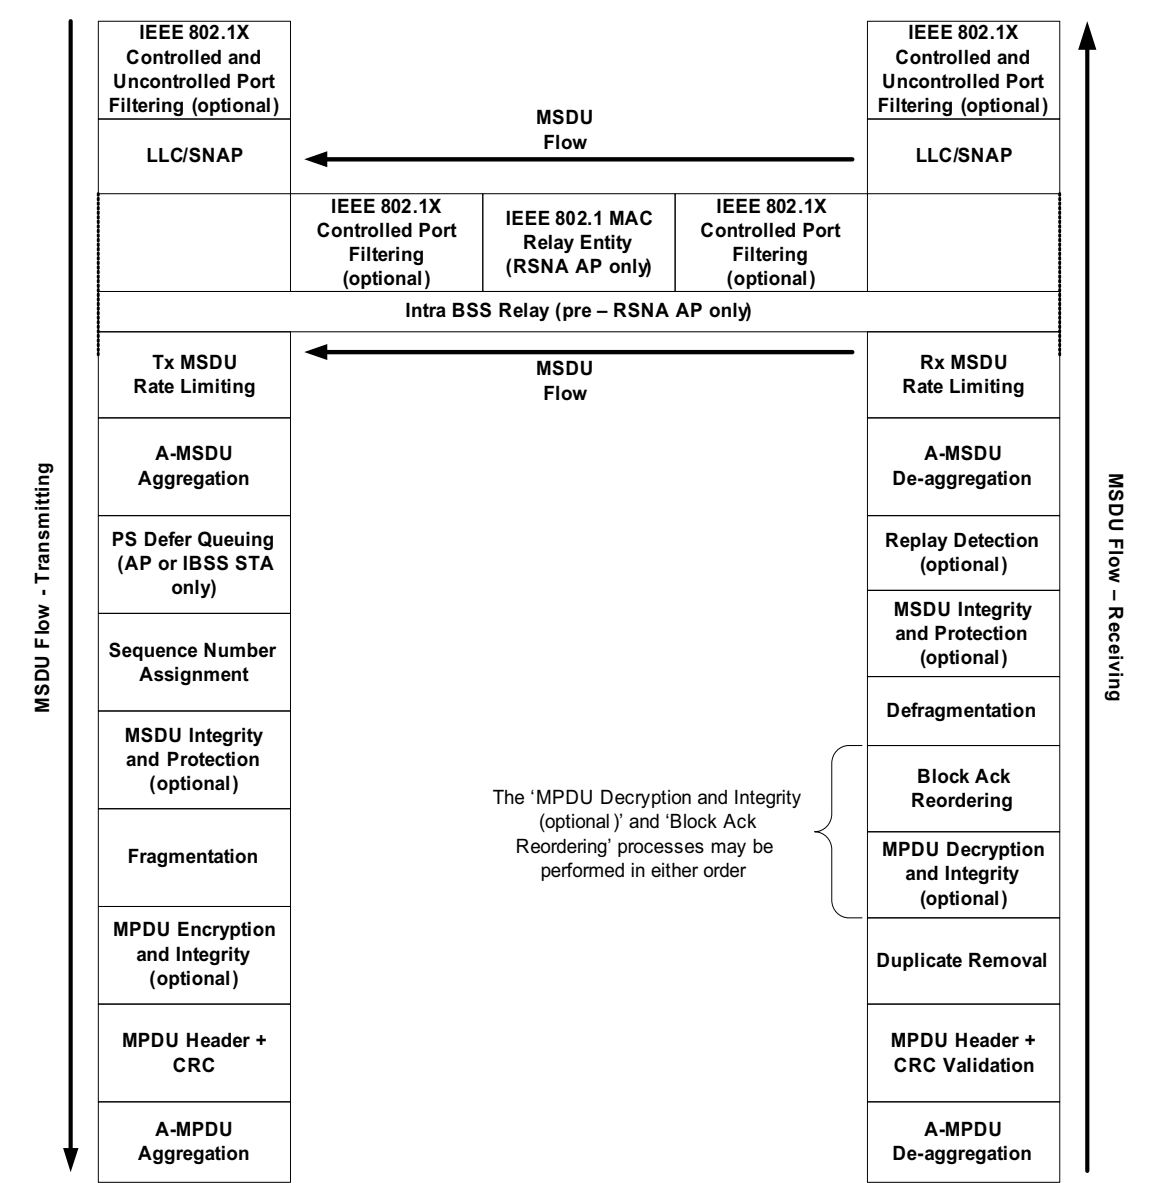 IEEE 802.1X
Controlled and
Uncontrolled Port
Filtering (optional)
IEEE 802.1X
Controlled and
Uncontrolled Port
Filtering (optional)
LLC/SNAP
MSDU
Flow
LLC/SNAP
IEEE 802.1X
Controlled Port
Filtering
(optional)
IEEE 802.1 MAC
Relay Entity
(RSNA AP only)
IEEE 802.1X
Controlled Port
Filtering
(optional)
Intra BSS Relay (pre – RSNA AP only)
MSDU
Flow
MSDU Flow - Transmitting
Tx MSDU
Rate Limiting
A-MSDU
Aggregation
PS Defer Queuing
(AP or IBSS STA
only)
Sequence Number
Assignment
MSDU Integrity
and Protection
(optional)
Fragmentation
MPDU Encryption
and Integrity
(optional)
MPDU Header +
CRC
A-MPDU
Aggregation
The ‘MPDU Decryption and Integrity
(optional)’ and ‘Block Ack
Reordering’ processes may be
performed in either order
Rx MSDU
Rate Limiting
A-MSDU
De-aggregation
Replay Detection
(optional)
MSDU Integrity
and Protection
(optional)
Defragmentation
Block Ack
Reordering
MPDU Decryption
and Integrity
(optional)
Duplicate Removal
MPDU Header +
CRC Validation
A-MPDU
De-aggregation
MSDU Flow – Receiving